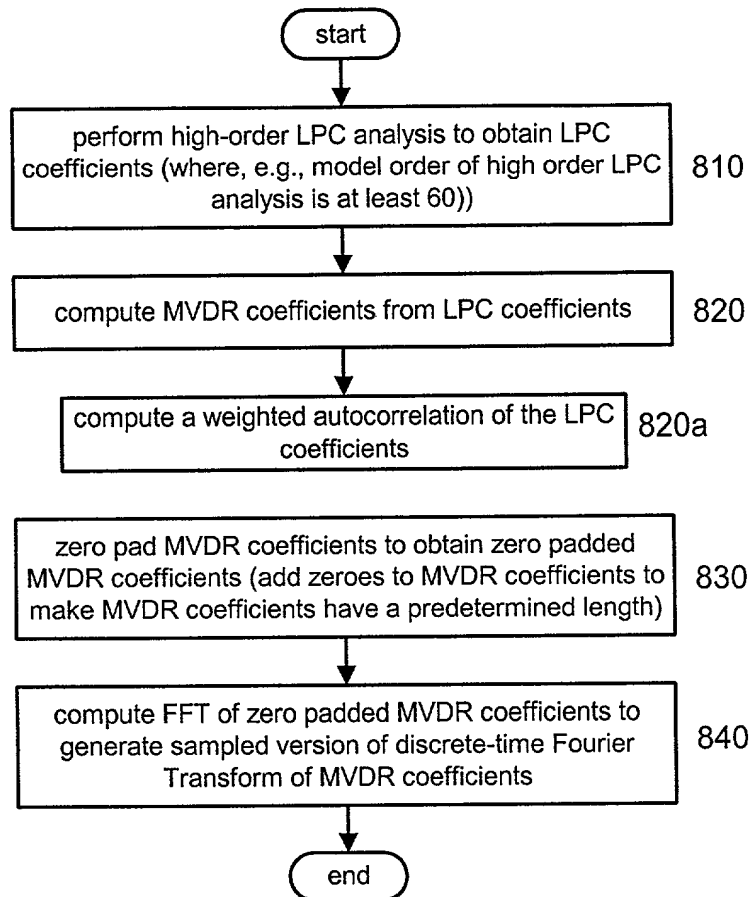 start
perform high-order LPC analysis to obtain LPC
coefficients (where, e.g., model order of high order LPC
analysis is at least 60))
810
compute MVDR coefficients from LPC coefficients
820
compute a weighted autocorrelation of the LPC
coefficients
820a
zero pad MVDR coefficients to obtain zero padded
MVDR coefficients (add zeroes to MVDR coefficients to
make MVDR coefficients have a predetermined length)
830
compute FFT of zero padded MVDR coefficients to
generate sampled version of discrete-time Fourier
Transform of MVDR coefficients
840
end